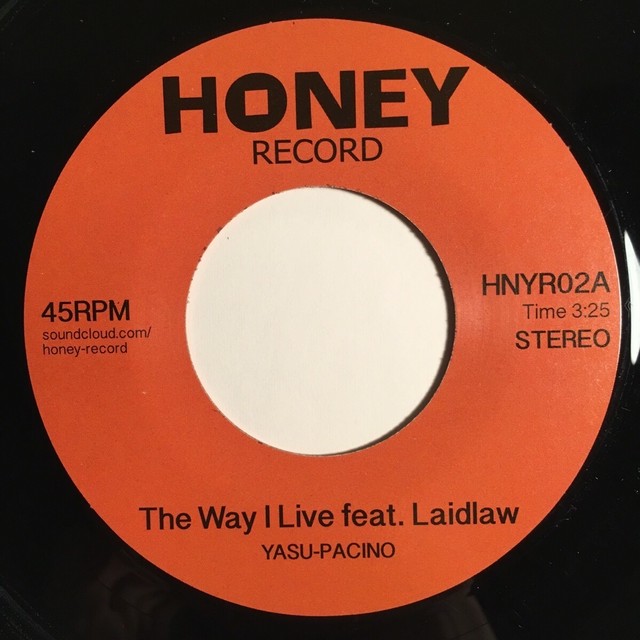 HONEY
RECORD
45RPM
soundcloud.com/
honey-record
HNYR02A
Time 3:25
STEREO
The Way I Live feat. Laidlaw
YASU-PACINO